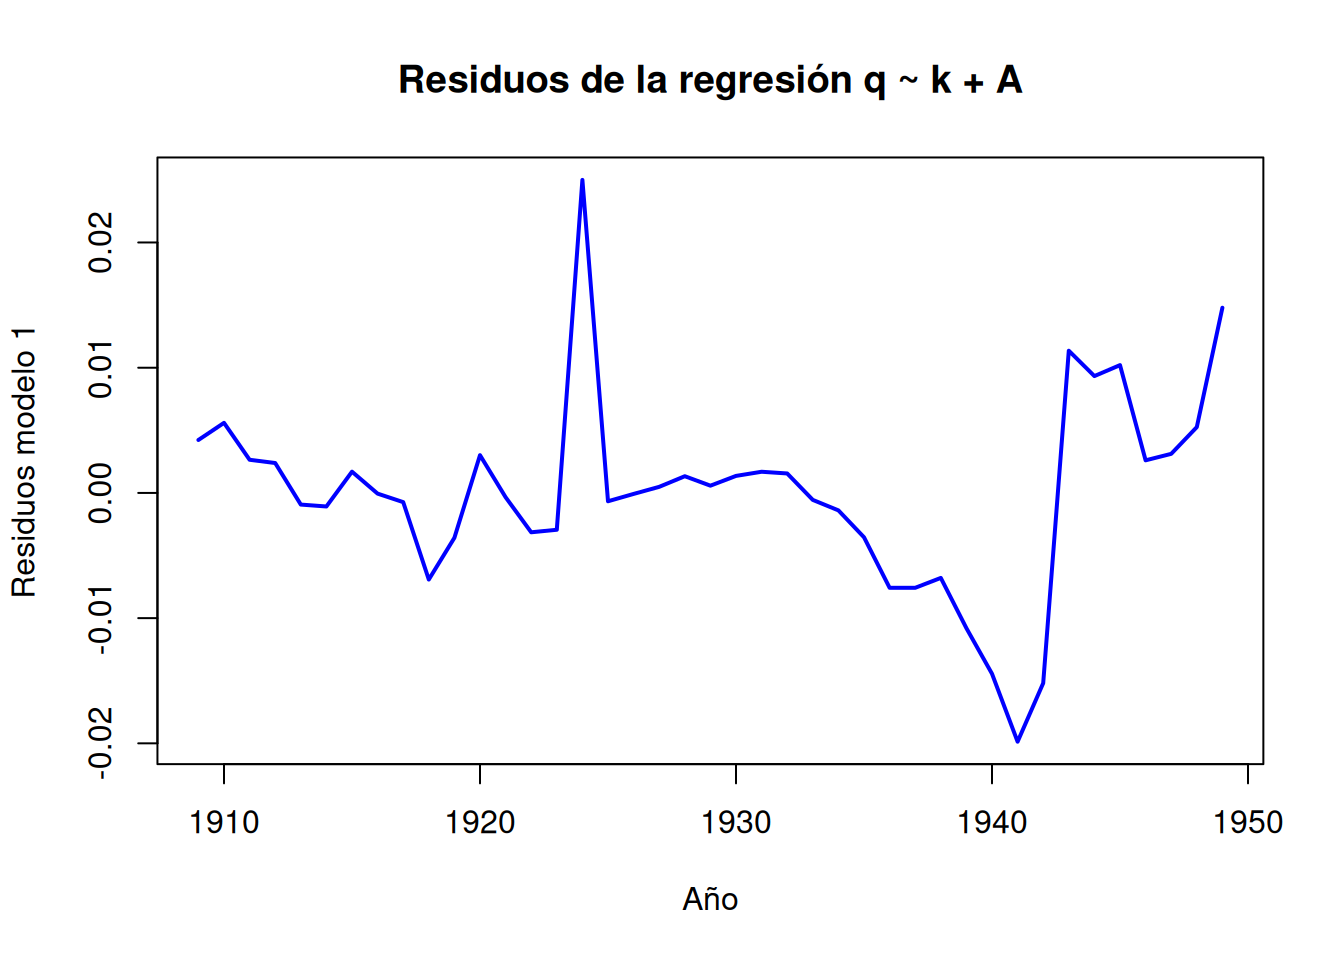 Residuos de la regresión q ~ k + A
Residuos modelo 1
0.02
0.01
0.00
-0.01
-0.02
1910 1920 1930 1940 1950
Año